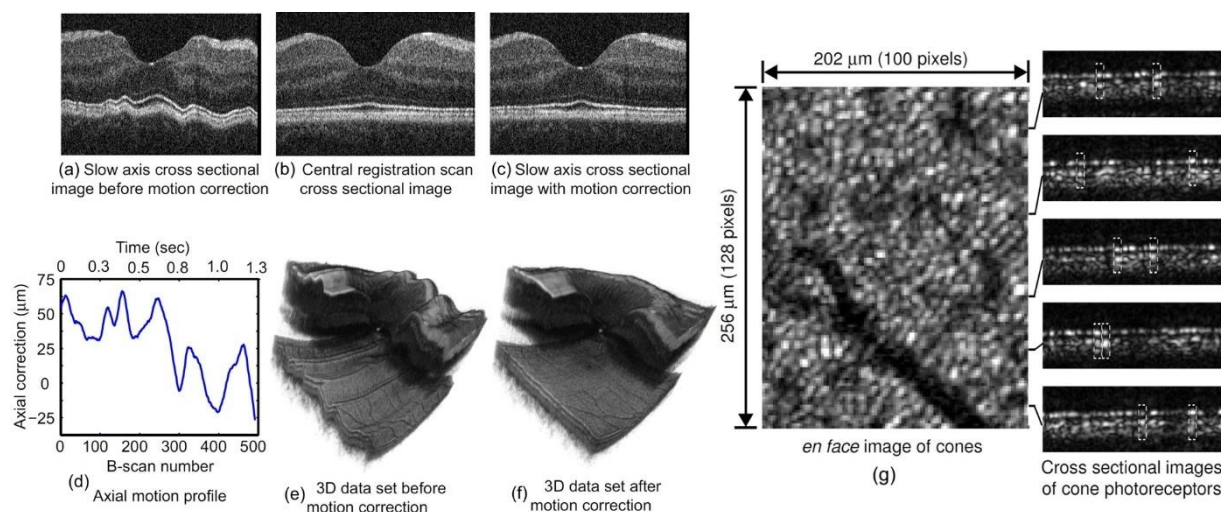 (a) Slow axis cross sectional
image before motion correction
(b) Central registration scan
cross sectional image
(c) Slow axis cross sectional
image with motion correction
Time (sec)
0 0.3 0.5 0.6 0.8 1.0 1.2 1.3
Axial correction (µm)
75
50
25
0
−25
0 100 200 300 400 500
B-scan number
(d)
Axial motion profile
(e) 3D data set before
motion correction
(f) 3D data set after
motion correction
202 µm (100 pixels)
256 µm (128 pixels)
en face image of cones
(g)
Cross sectional images
of cone photoreceptors